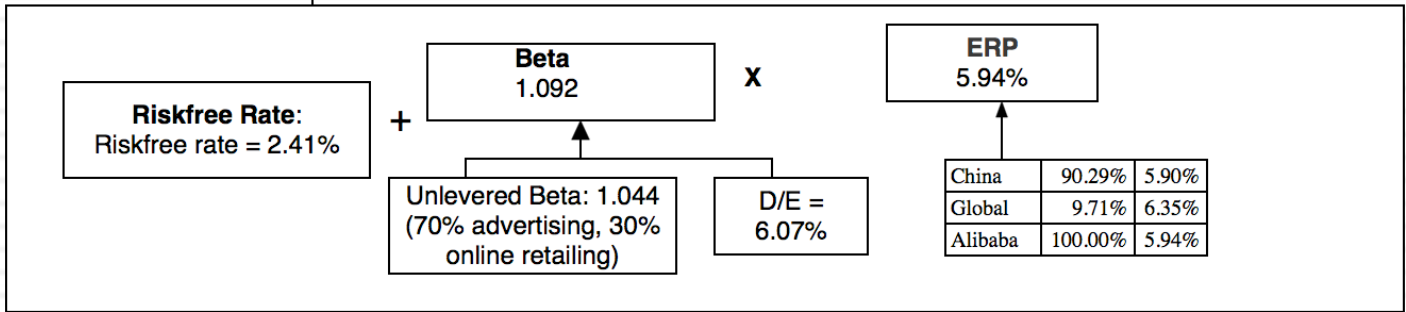 Riskfree Rate:
Riskfree rate = 2.41%
+
Beta
1.092
X
ERP
5.94%
Unlevered Beta: 1.044
(70% advertising, 30%
online retailing)
D/E =
6.07%
China 90.29% 5.90%
Global 9.71% 6.35%
Alibaba 100.00% 5.94%